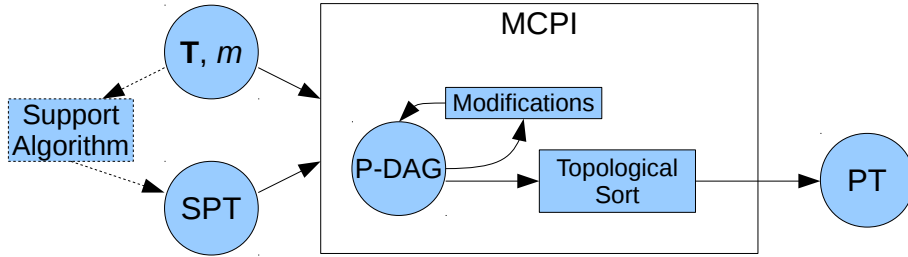 MCPI
T, m
Support
Algorithm
SPT
Modifications
P-DAG
Topological
Sort
PT